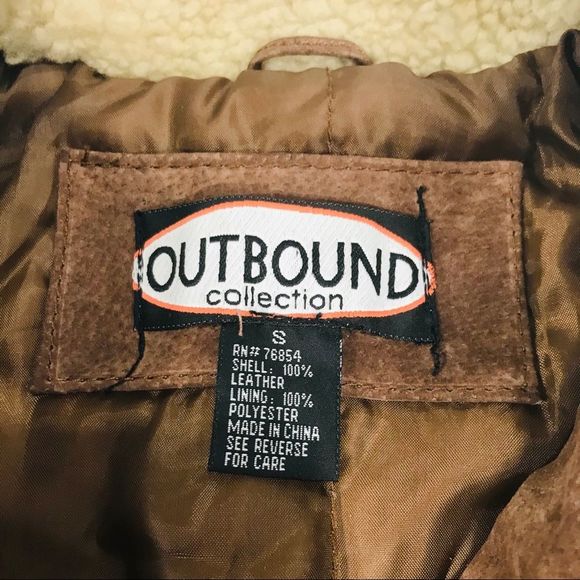 OUTBOUND
collection
S
RN# 76854
SHELL: 100%
LEATHER
LINING: 100%
POLYESTER
MADE IN CHINA
SEE REVERSE
FOR CARE